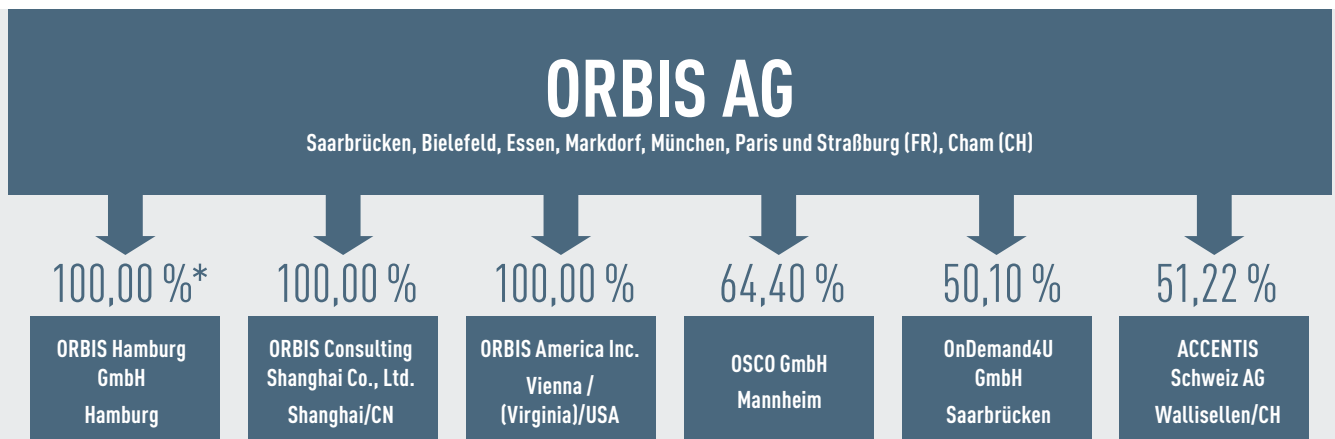 ORBIS AG
Saarbrücken, Bielefeld, Essen, Markdorf, München, Paris und Straßburg (FR), Cham (CH)
100,00 %*
100,00 %
100,00 %
64,40 %
50,10 %
51,22 %
ORBIS Hamburg
GmbH
Hamburg
ORBIS Consulting
Shanghai Co., Ltd.
Shanghai/CN
ORBIS America Inc.
Vienna /
(Virginia)/USA
OSCO GmbH
Mannheim
OnDemand4U
GmbH
Saarbrücken
ACCENTIS
Schweiz AG
Wallisellen/CH